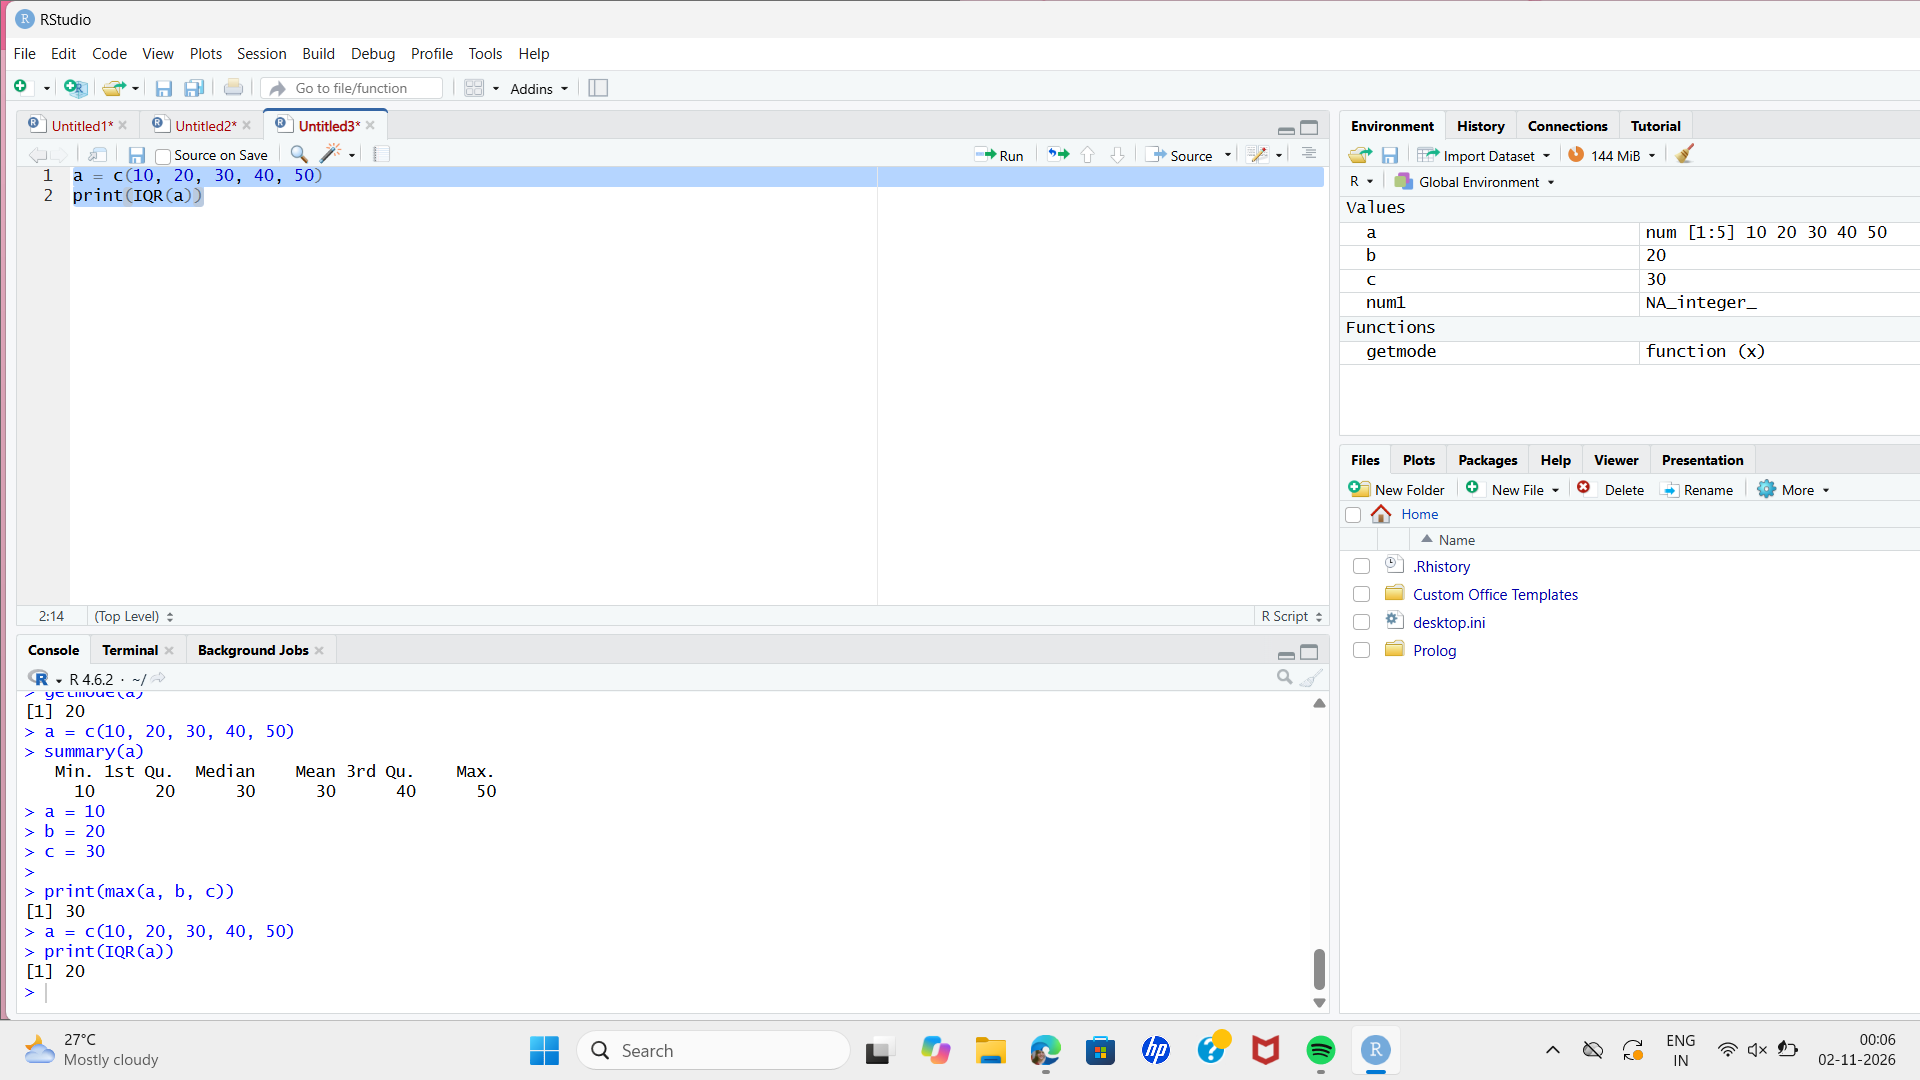 RStudio
File Edit Code View Plots Session Build Debug Profile Tools Help
Go to file/function Addins
Untitled1* Untitled2* Untitled3*
Source on Save Run Source
1 a = c(10, 20, 30, 40, 50)
2 print(IQR(a))
2:14 (Top Level) R Script
Console Terminal Background Jobs
R 4.6.2 · ~/
> getmode(a)
[1] 20
> a = c(10, 20, 30, 40, 50)
> summary(a)
Min. 1st Qu. Median Mean 3rd Qu. Max.
10 20 30 30 40 50
> a = 10
> b = 20
> c = 30
>
> print(max(a, b, c))
[1] 30
> a = c(10, 20, 30, 40, 50)
> print(IQR(a))
[1] 20
>
Environment History Connections Tutorial
Import Dataset 144 MiB
R Global Environment
Values
a num [1:5] 10 20 30 40 50
b 20
c 30
num1 NA_integer_
Functions
getmode function (x)
Files Plots Packages Help Viewer Presentation
New Folder New File Delete Rename More
Home
Name
.Rhistory
Custom Office Templates
desktop.ini
Prolog
27°C
Mostly cloudy
Search
ENG
IN
00:06
02-11-2026